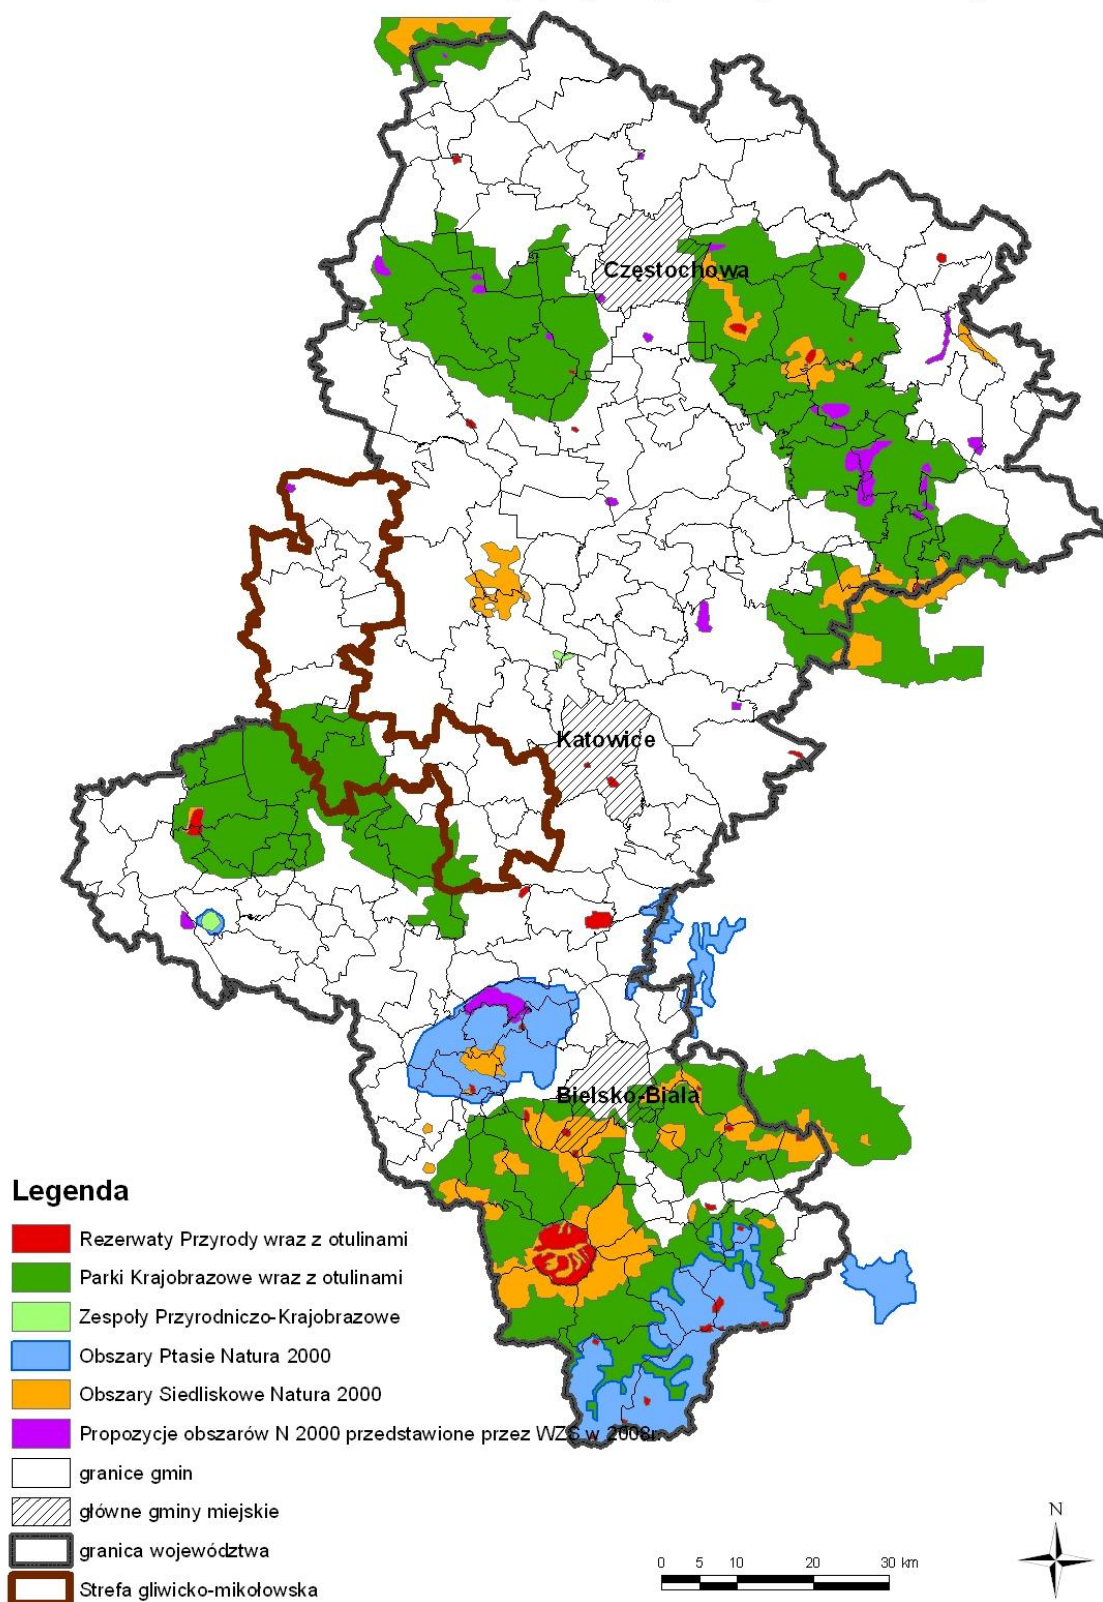 Częstochowa
Katowice
Bielsko-Biala
Legenda
Rezerwaty Przyrody wraz z otulinami
Parki Krajobrazowe wraz z otulinami
Zespoły Przyrodniczo-Krajobrazowe
Obszary Ptasie Natura 2000
Obszary Siedliskowe Natura 2000
Propozycje obszarów N 2000 przedstawione przez WZS w 2008r.
granice gmin
główne gminy miejskie
granica województwa
Strefa gliwicko-mikołowska
N
0 5 10 20 30 km